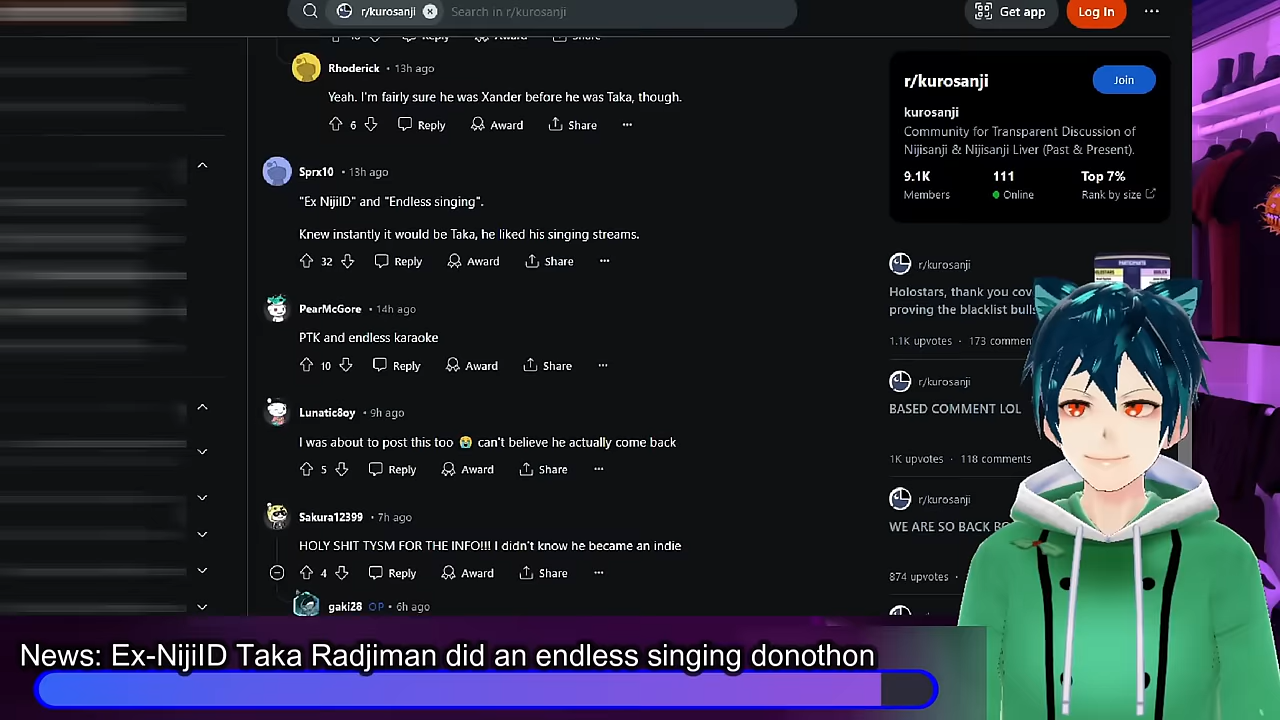 r/kurosanji
Search in r/kurosanji
Get app
Log In
Reply
Award
Share
Rhoderick • 13h ago
Yeah. I'm fairly sure he was Xander before he was Taka, though.
6 Reply Award Share
Sprx10 • 13h ago
"Ex NijiID" and "Endless singing".
Knew instantly it would be Taka, he liked his singing streams.
32 Reply Award Share
PearMcGore • 14h ago
PTK and endless karaoke
10 Reply Award Share
Lunatic8oy • 9h ago
I was about to post this too 😭 can't believe he actually come back
5 Reply Award Share
Sakura12399 • 7h ago
HOLY SHIT TYSM FOR THE INFO!!! I didn't know he became an indie
4 Reply Award Share
gaki28 OP • 6h ago
r/kurosanji
Join
kurosanji
Community for Transparent Discussion of
Nijisanji & Nijisanji Liver (Past & Present).
9.1K 111 Top 7%
Members Online Rank by size
r/kurosanji
PARTICIPANTS
Holostars, thank you
proving the blacklist
1.1K upvotes • 173
r/kurosanji
BASED COMMENT LOL
1K upvotes • 118 comments
r/kurosanji
WE ARE SO BACK
874 upvotes •
News: Ex-NijiID Taka Radjiman did an endless singing donothon